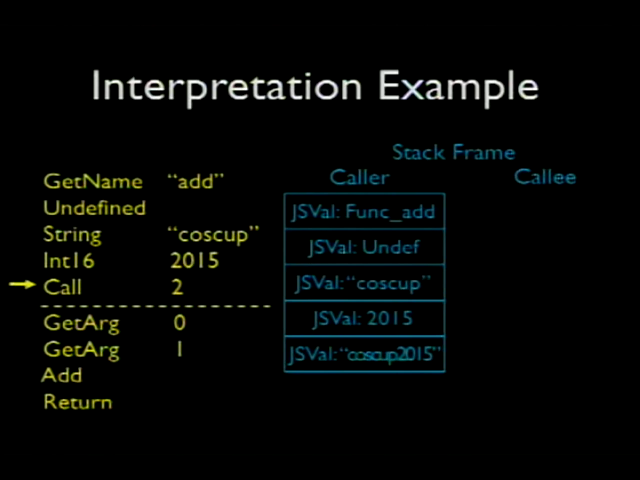 Interpretation Example
Stack Frame
Caller Callee
GetName "add"
Undefined
String "coscup"
Int16 2015
Call 2
GetArg 0
GetArg 1
Add
Return
JSVal: Func_add
JSVal: Undef
JSVal:"coscup"
JSVal: 2015
JSVal:"coscup2015"